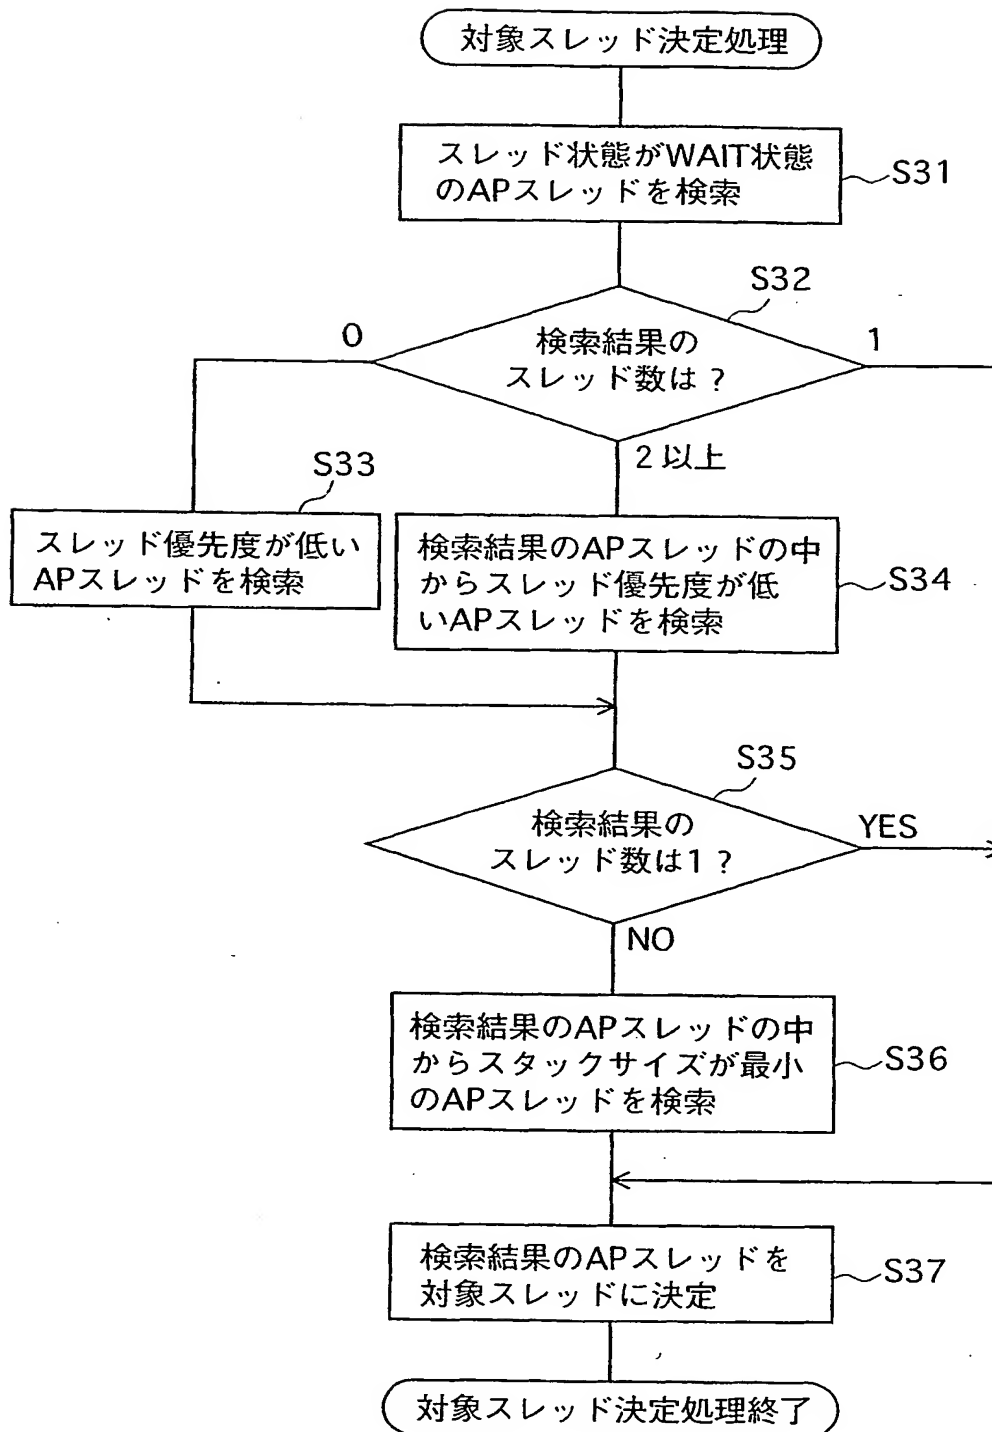 対象スレッド決定処理
スレッド状態がWAIT状態
のAPスレッドを検索
S31
S32
0
検索結果の
スレッド数は?
1
2以上
S33
スレッド優先度が低い
APスレッドを検索
検索結果のAPスレッドの中
からスレッド優先度が低
いAPスレッドを検索
S34
S35
検索結果の
スレッド数は1?
YES
NO
検索結果のAPスレッドの中
からスタックサイズが最小
のAPスレッドを検索
S36
検索結果のAPスレッドを
対象スレッドに決定
S37
対象スレッド決定処理終了